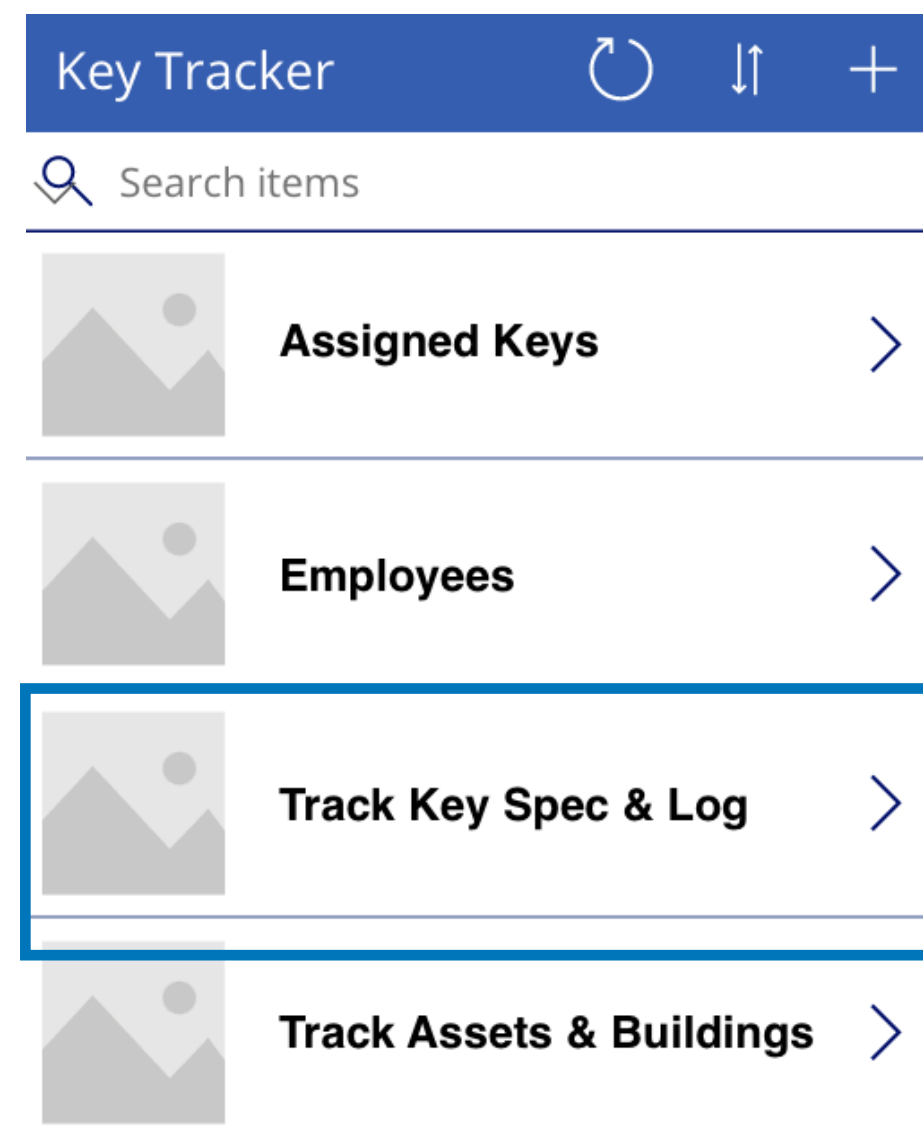 Key Tracker
Search items
Assigned Keys
Employees
Track Key Spec & Log
Track Assets & Buildings